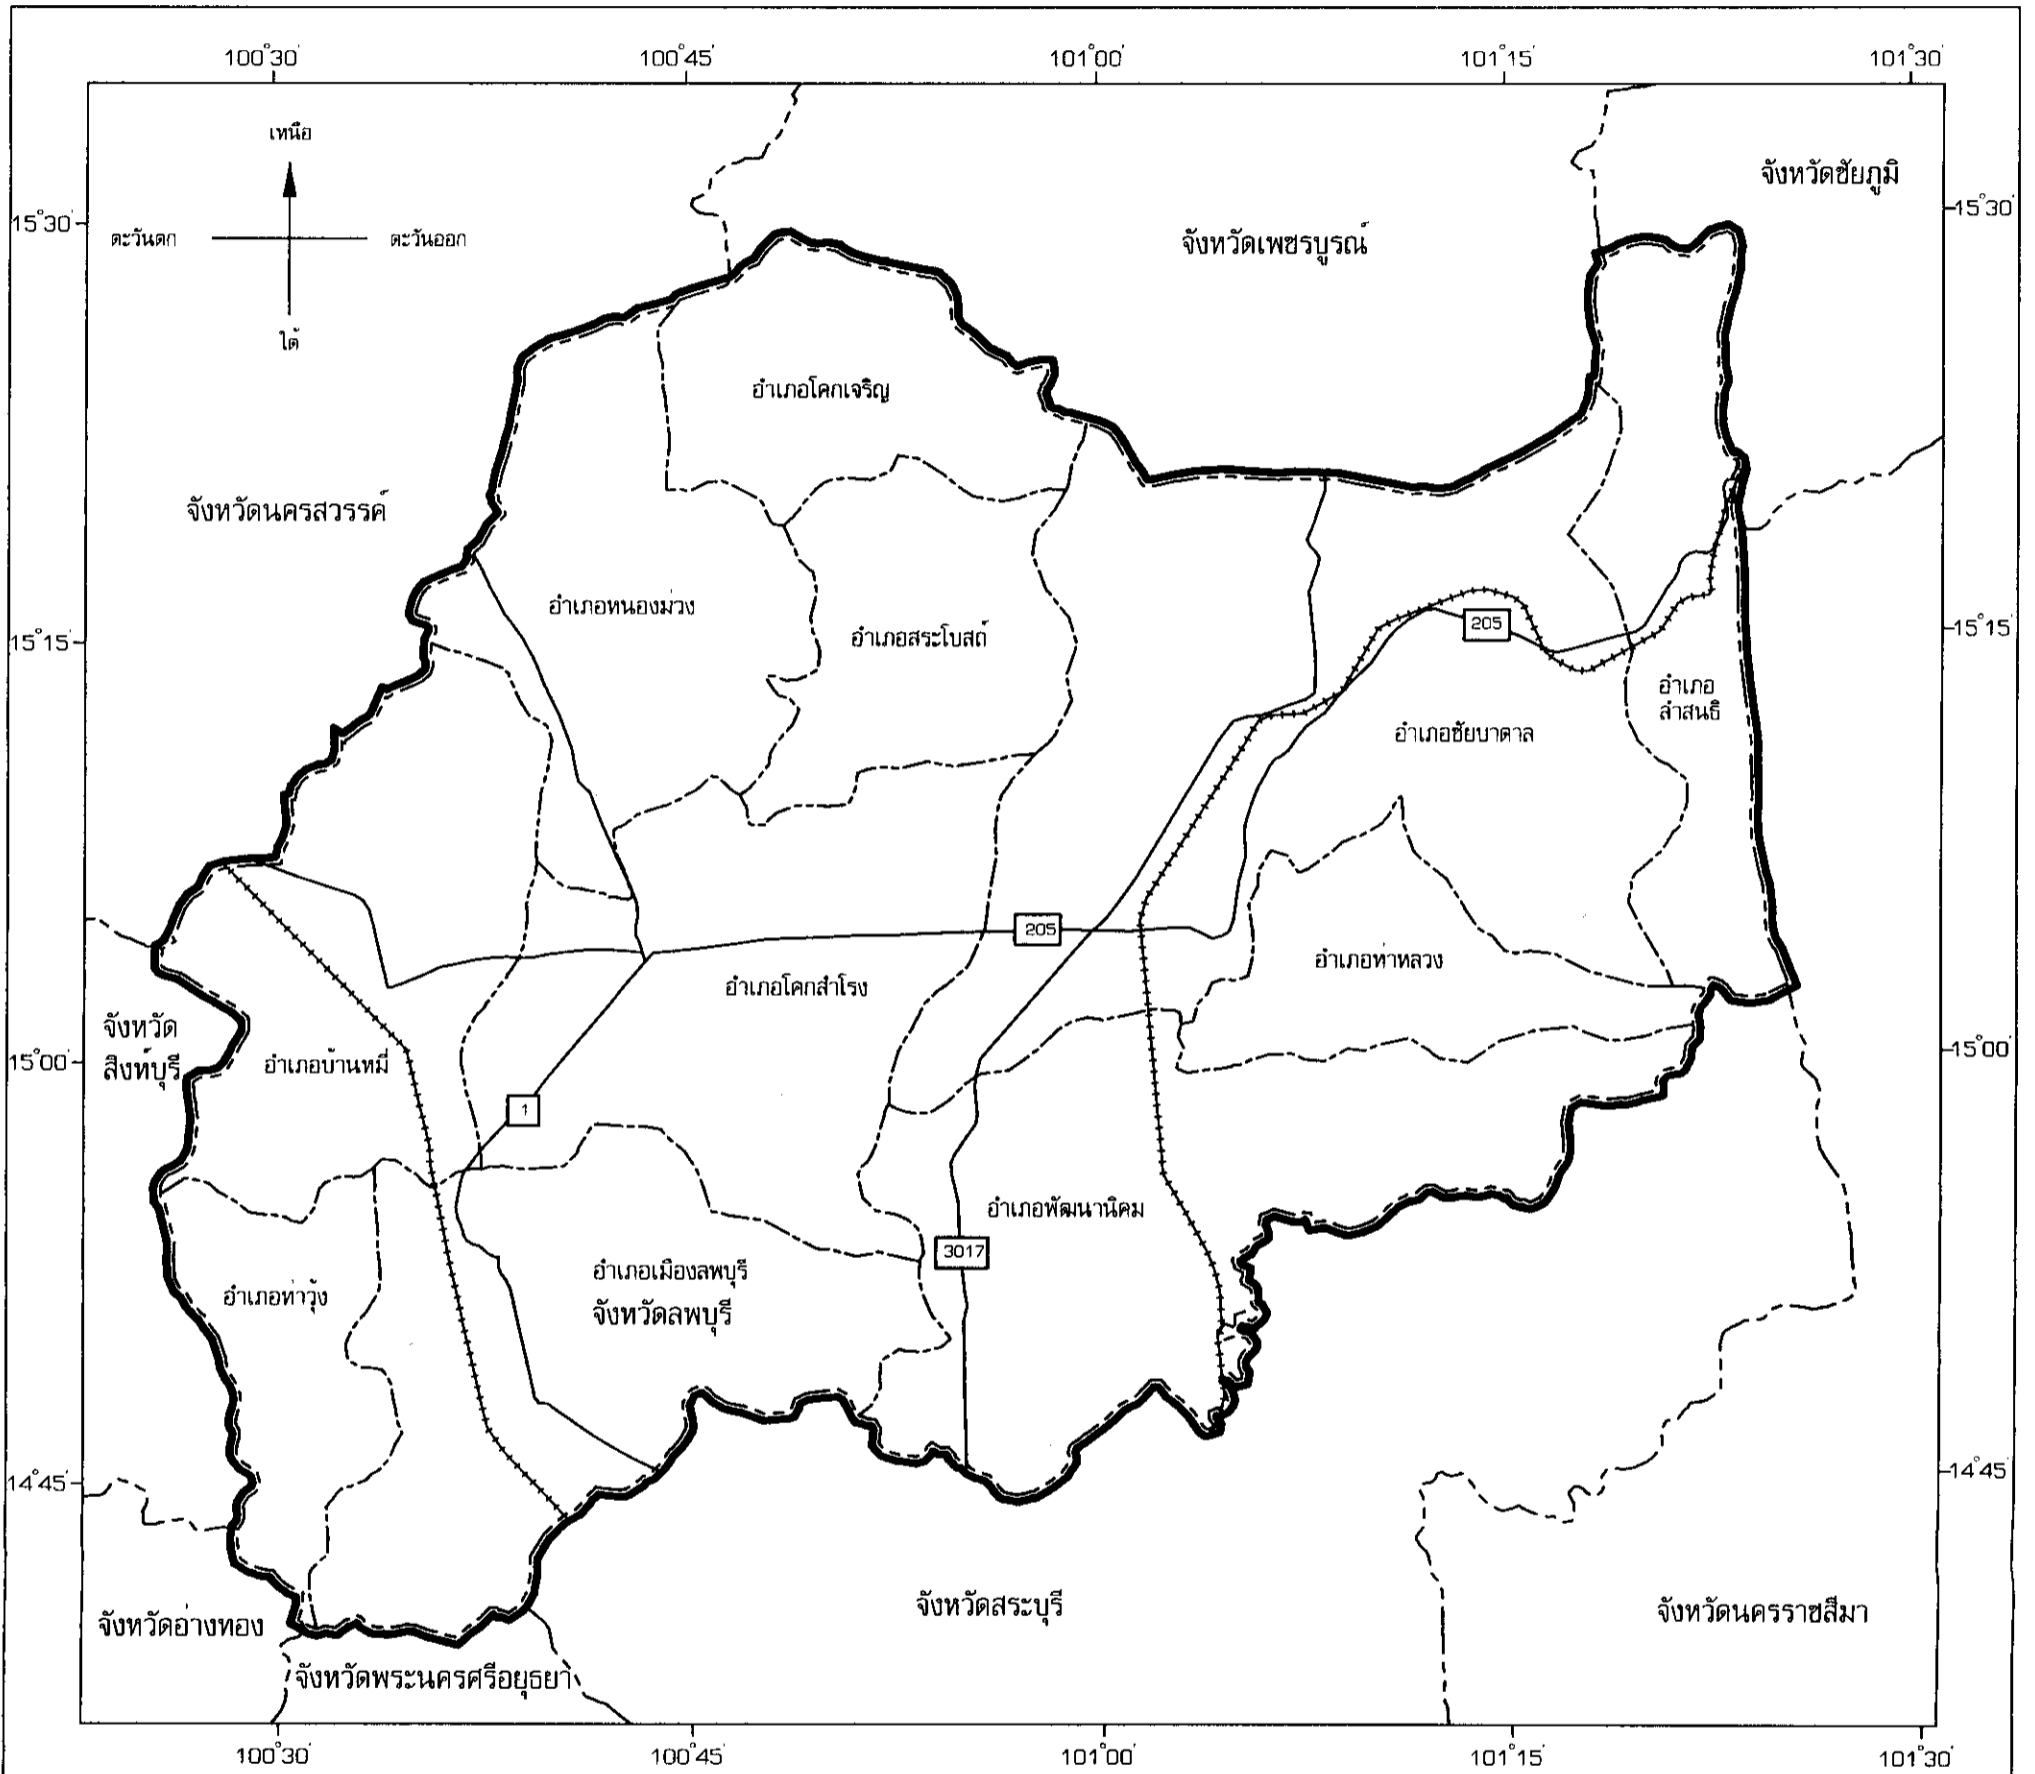 100°30'
100°45'
101°00'
101°15'
101°30'
เหนือ
จังหวัดชัยภูมิ
15°30'
15°30'
ตะวันตก
ตะวันออก
จังหวัดเพชรบูรณ์
ใต้
อำเภอโคกเจริญ
จังหวัดนครสวรรค์
อำเภอหนองม่วง
อำเภอสระโบสถ์
205
15°15'
15°15'
อำเภอ
ลำสนธิ
อำเภอชัยบาดาล
205
อำเภอท่าหลวง
อำเภอโคกสำโรง
จังหวัด
สิงห์บุรี
อำเภอบ้านหมี่
15°00'
15°00'
1
อำเภอพัฒนานิคม
3017
อำเภอเมืองลพบุรี
จังหวัดลพบุรี
อำเภอท่าวุ้ง
14°45'
14°45'
จังหวัดสระบุรี
จังหวัดนครราชสีมา
จังหวัดอ่างทอง
จังหวัดพระนครศรีอยุธยา
100°30'
100°45'
101°00'
101°15'
101°30'